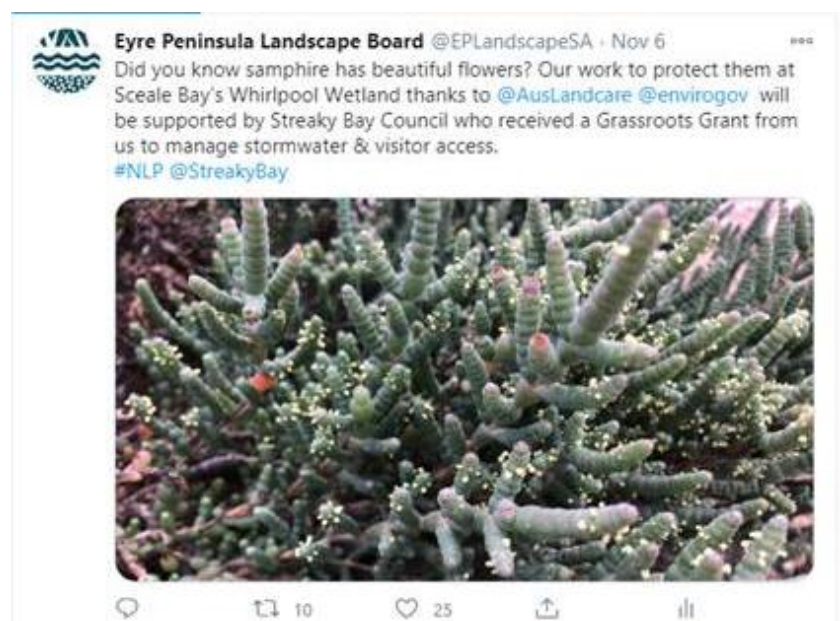 Eyre Peninsula Landscape Board @EPLandscapeSA · Nov 6
Did you know samphire has beautiful flowers? Our work to protect them at
Sceale Bay's Whirlpool Wetland thanks to @AusLandcare @envirogov will
be supported by Streaky Bay Council who received a Grassroots Grant from
us to manage stormwater & visitor access.
#NLP @StreakyBay
10 25